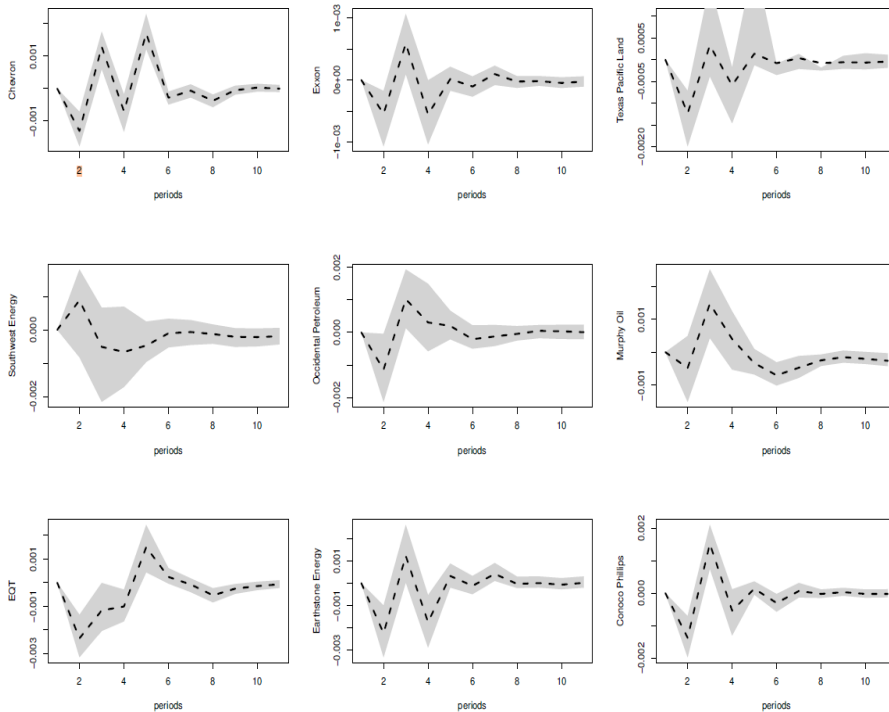 Chevron
0.001
-0.001
2 4 6 8 10
periods
Exxon
1e-03
0e+00
-1e-03
2 4 6 8 10
periods
Texas Pacific Land
0.0005
-0.0005
-0.0020
2 4 6 8 10
periods
Southwest Energy
0.000
-0.002
2 4 6 8 10
periods
Occidental Petroleum
0.002
0.000
-0.002
2 4 6 8 10
periods
Murphy Oil
0.001
-0.001
2 4 6 8 10
periods
EQT
0.001
-0.001
-0.003
2 4 6 8 10
periods
Earthstone Energy
0.001
-0.001
-0.003
2 4 6 8 10
periods
Conoco Phillips
0.002
0.000
-0.002
2 4 6 8 10
periods